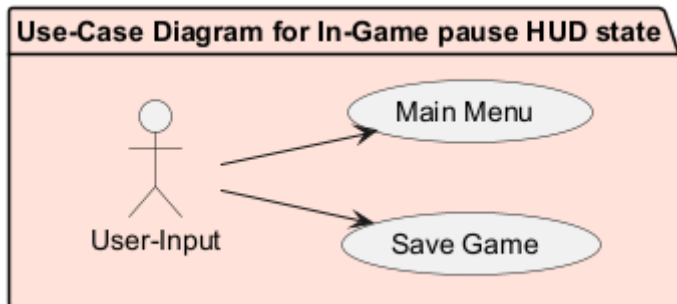 Use-Case Diagram for In-Game pause HUD state
Main Menu
User-Input
Save Game